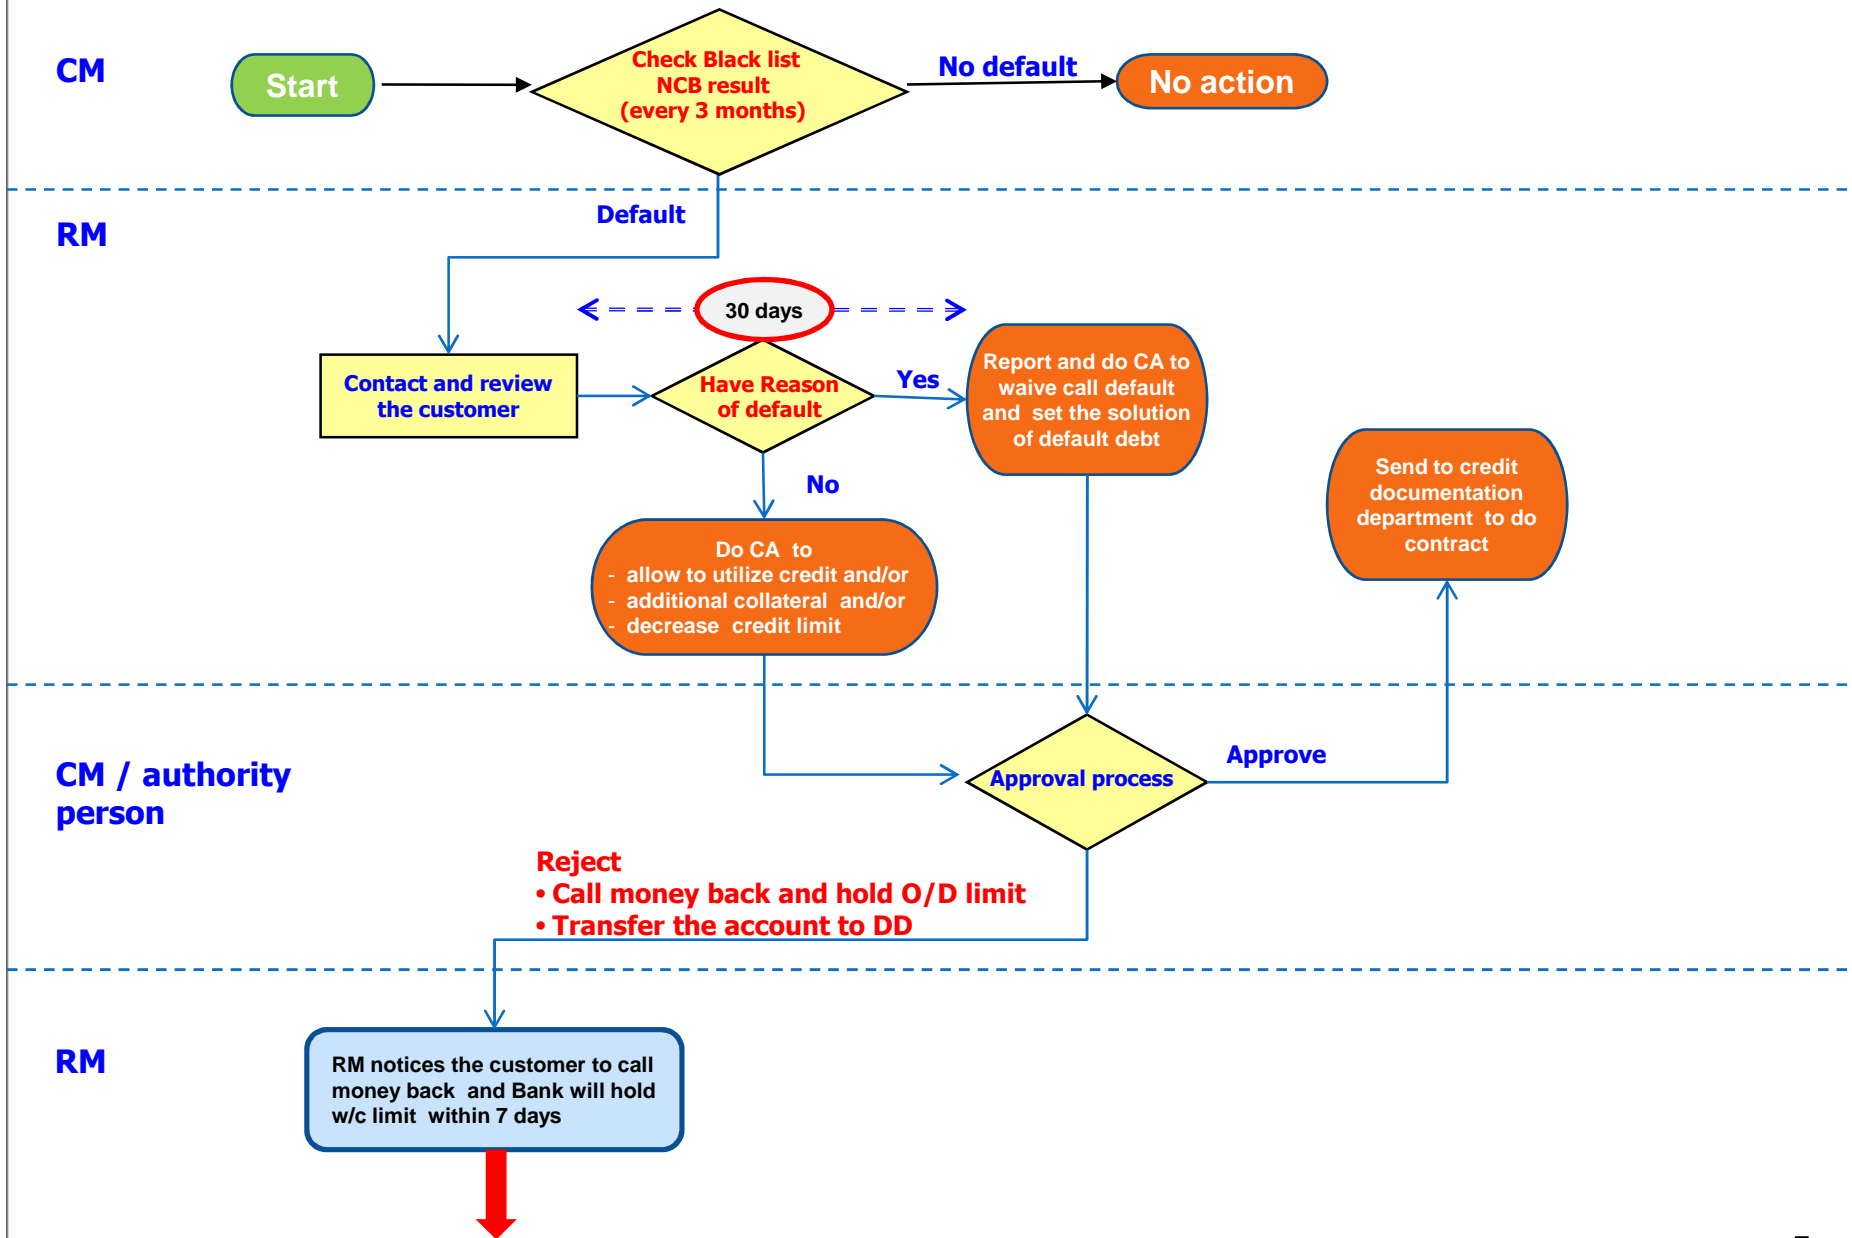 CM
Start
Check Black list
NCB result
(every 3 months)
No default
No action
RM
Default
30 days
Contact and review
the customer
Have Reason
of default
Yes
Report and do CA to
waive call default
and set the solution
of default debt
No
Send to credit
documentation
department to do
contract
Do CA to
- allow to utilize credit and/or
- additional collateral and/or
- decrease credit limit
CM / authority
person
Approval process
Approve
Reject
• Call money back and hold O/D limit
• Transfer the account to DD
RM
RM notices the customer to call
money back and Bank will hold
w/c limit within 7 days